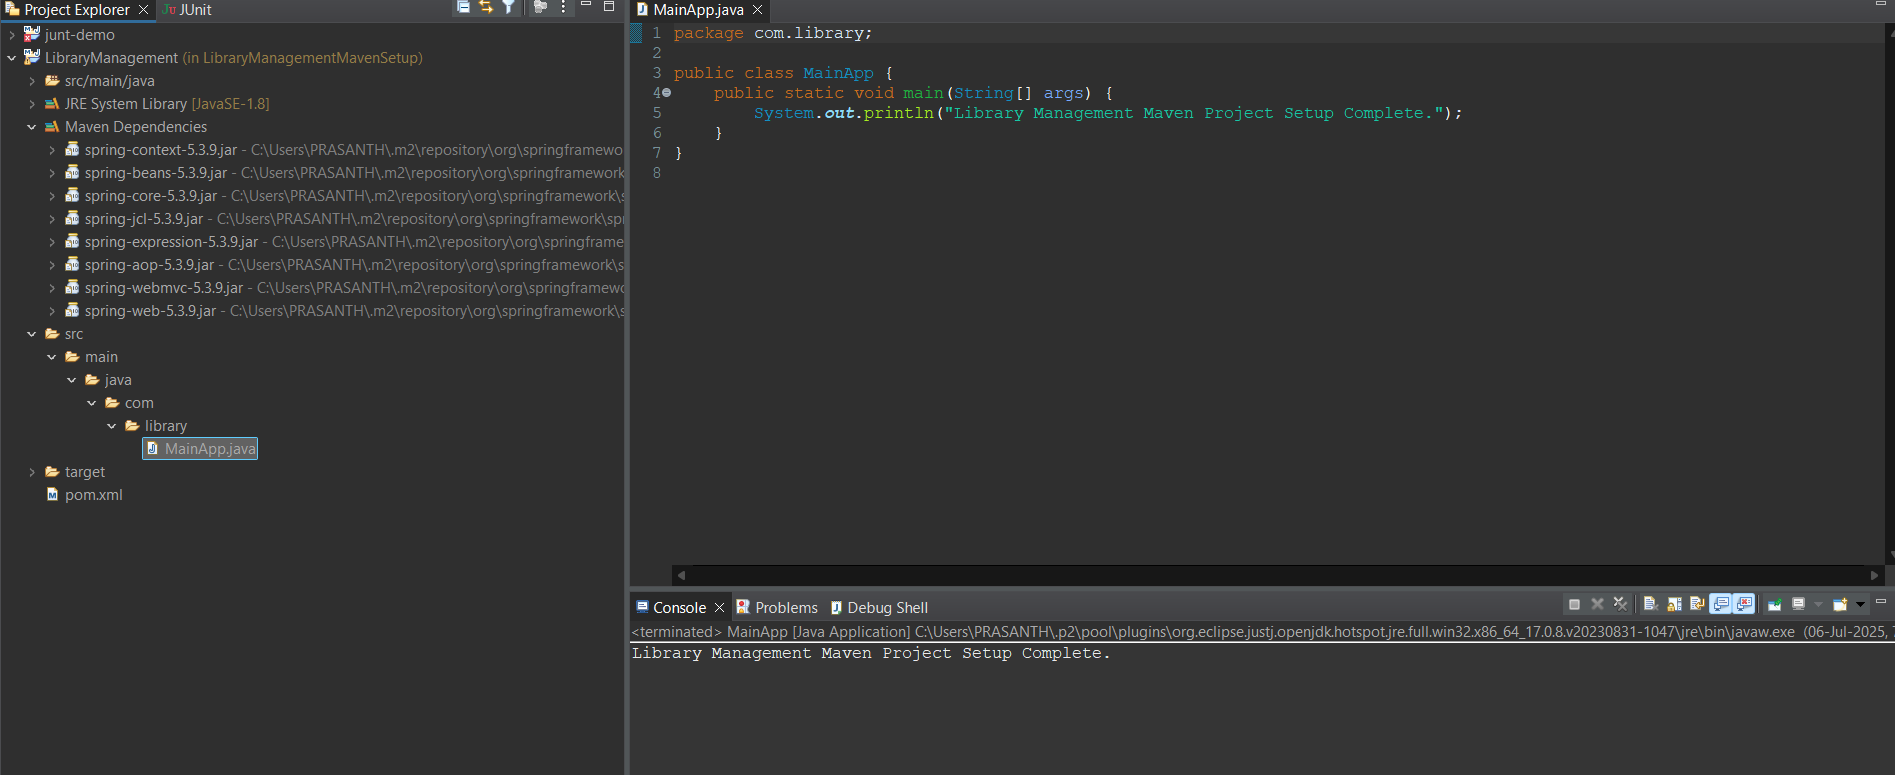 Project Explorer
JUnit
junt-demo
LibraryManagement (in LibraryManagementMavenSetup)
src/main/java
JRE System Library [JavaSE-1.8]
Maven Dependencies
spring-context-5.3.9.jar - C:\Users\PRASANTH\.m2\repository\org\springframewo
spring-beans-5.3.9.jar - C:\Users\PRASANTH\.m2\repository\org\springframework
spring-core-5.3.9.jar - C:\Users\PRASANTH\.m2\repository\org\springframework\s
spring-jcl-5.3.9.jar - C:\Users\PRASANTH\.m2\repository\org\springframework\spr
spring-expression-5.3.9.jar - C:\Users\PRASANTH\.m2\repository\org\springframe
spring-aop-5.3.9.jar - C:\Users\PRASANTH\.m2\repository\org\springframework\s
spring-webmvc-5.3.9.jar - C:\Users\PRASANTH\.m2\repository\org\springframewo
spring-web-5.3.9.jar - C:\Users\PRASANTH\.m2\repository\org\springframework\s
src
main
java
com
library
MainApp.java
target
pom.xml
MainApp.java
1 package com.library;
2
3 public class MainApp {
4 public static void main(String[] args) {
5 System.out.println("Library Management Maven Project Setup Complete.");
6 }
7 }
8
Console
Problems
Debug Shell
<terminated> MainApp [Java Application] C:\Users\PRASANTH\.p2\pool\plugins\org.eclipse.justj.openjdk.hotspot.jre.full.win32.x86_64_17.0.8.v20230831-1047\jre\bin\javaw.exe (06-Jul-2025,
Library Management Maven Project Setup Complete.